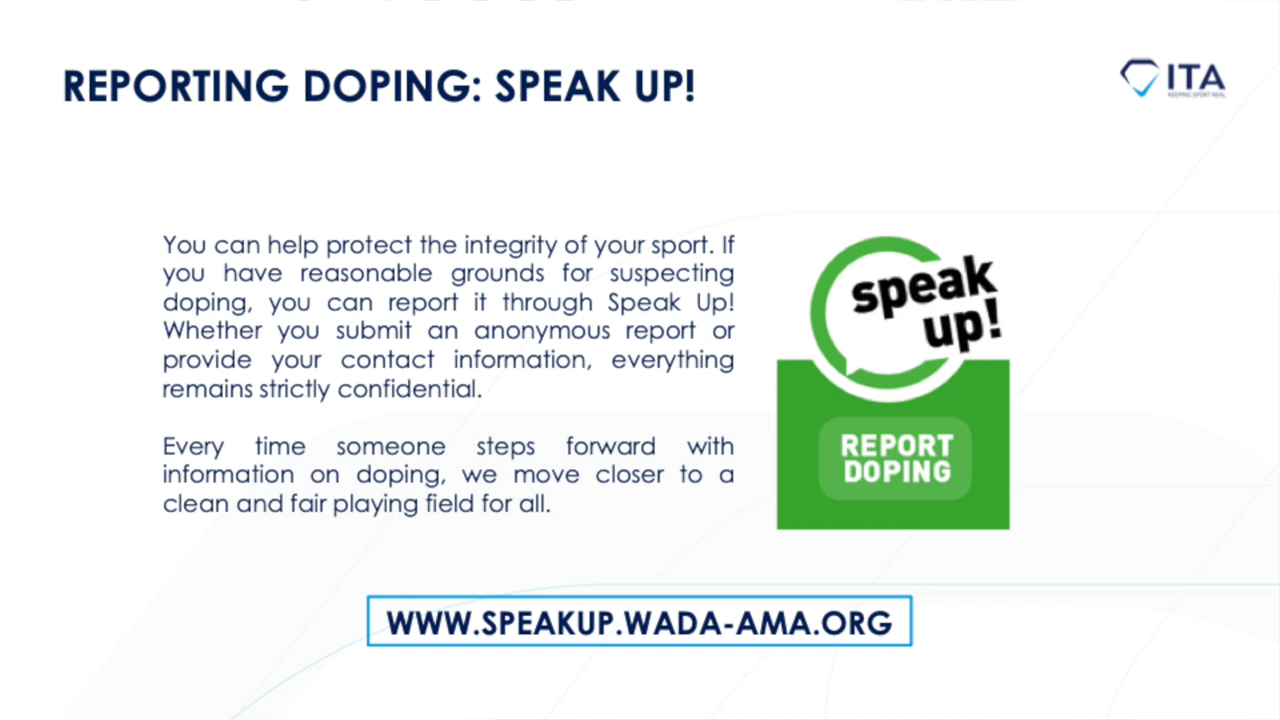 REPORTING DOPING: SPEAK UP!
ITA
KEEPING SPORT REAL
You can help protect the integrity of your sport. If
you have reasonable grounds for suspecting
doping, you can report it through Speak Up!
Whether you submit an anonymous report or
provide your contact information, everything
remains strictly confidential.
Every time someone steps forward with
information on doping, we move closer to a
clean and fair playing field for all.
speak
up!
REPORT
DOPING
WWW.SPEAKUP.WADA-AMA.ORG